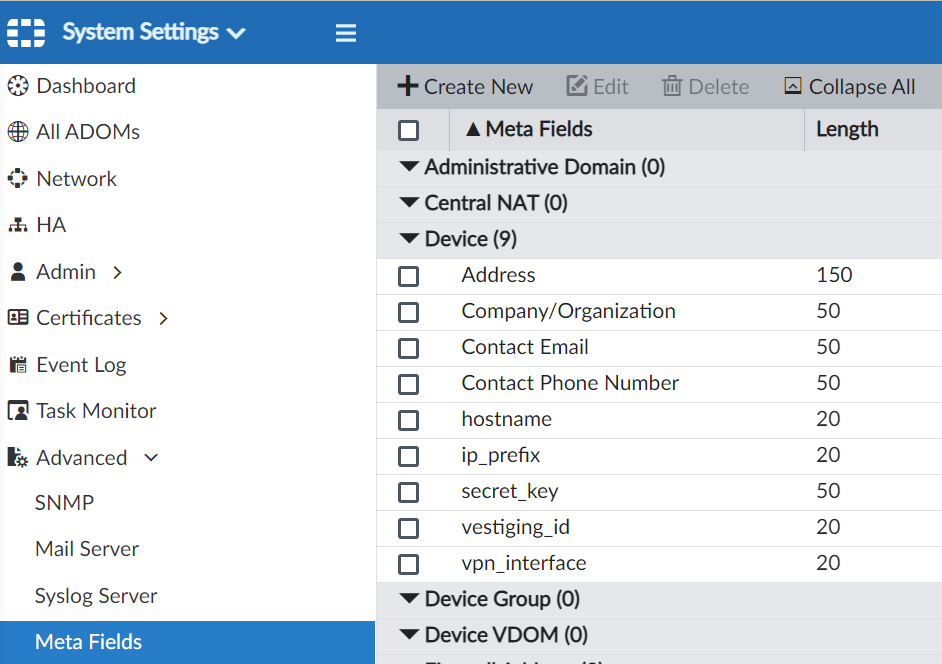 System Settings
Dashboard
All ADOMs
Network
HA
Admin
Certificates
Event Log
Task Monitor
Advanced
SNMP
Mail Server
Syslog Server
Meta Fields
Create New Edit Delete Collapse All
Meta Fields Length
Administrative Domain (0)
Central NAT (0)
Device (9)
Address 150
Company/Organization 50
Contact Email 50
Contact Phone Number 50
hostname 20
ip_prefix 20
secret_key 50
vestiging_id 20
vpn_interface 20
Device Group (0)
Device VDOM (0)